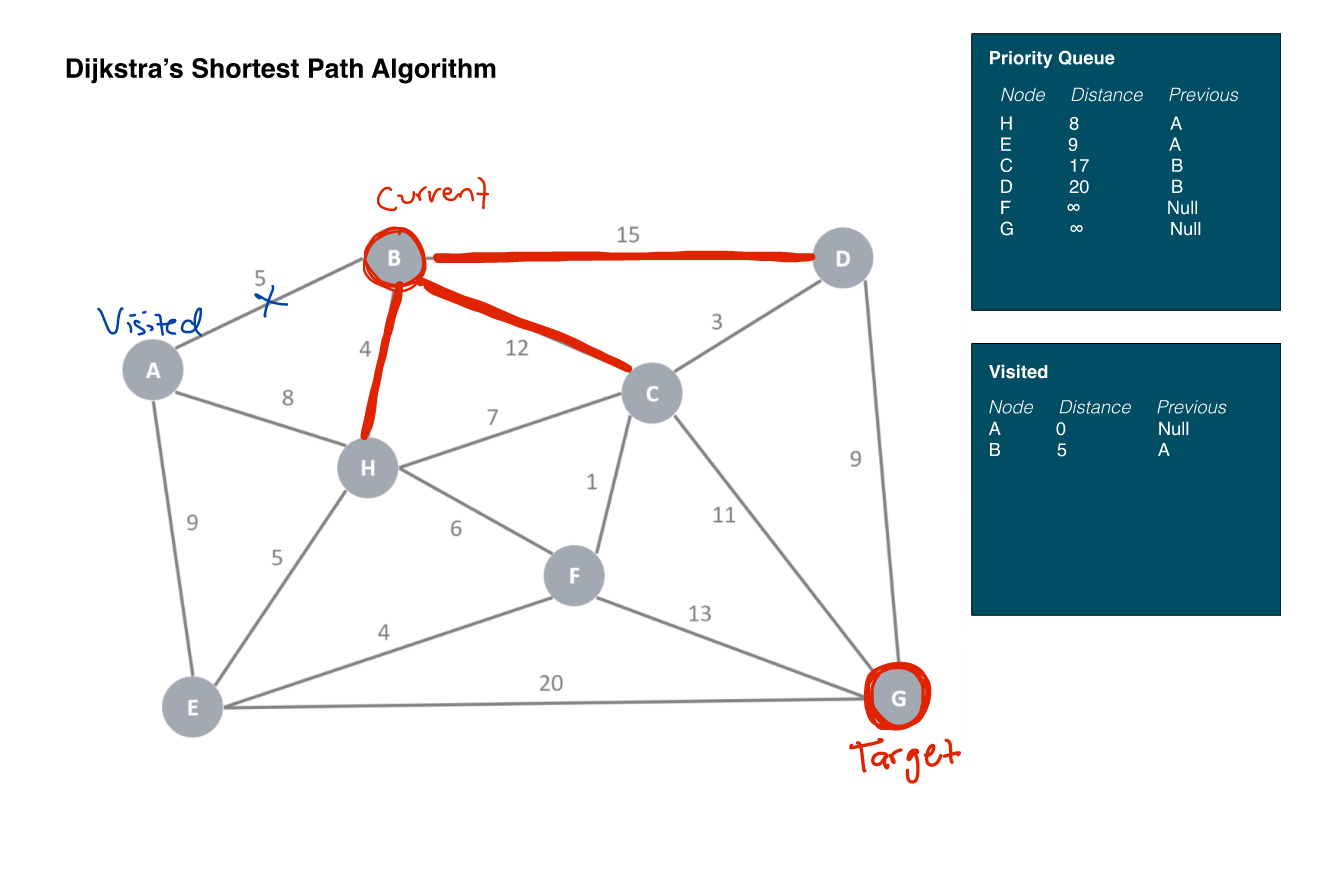 Dijkstra's Shortest Path Algorithm
Priority Queue
Node Distance Previous
H 8 A
E 9 A
C 17 B
D 20 B
F ∞ Null
G ∞ Null
Visited
Node Distance Previous
A 0 Null
B 5 A
Current
B
15
D
5
Visited
A
4
12
3
8
C
7
H
9
1
6
11
9
5
F
4
13
20
E
G
Target